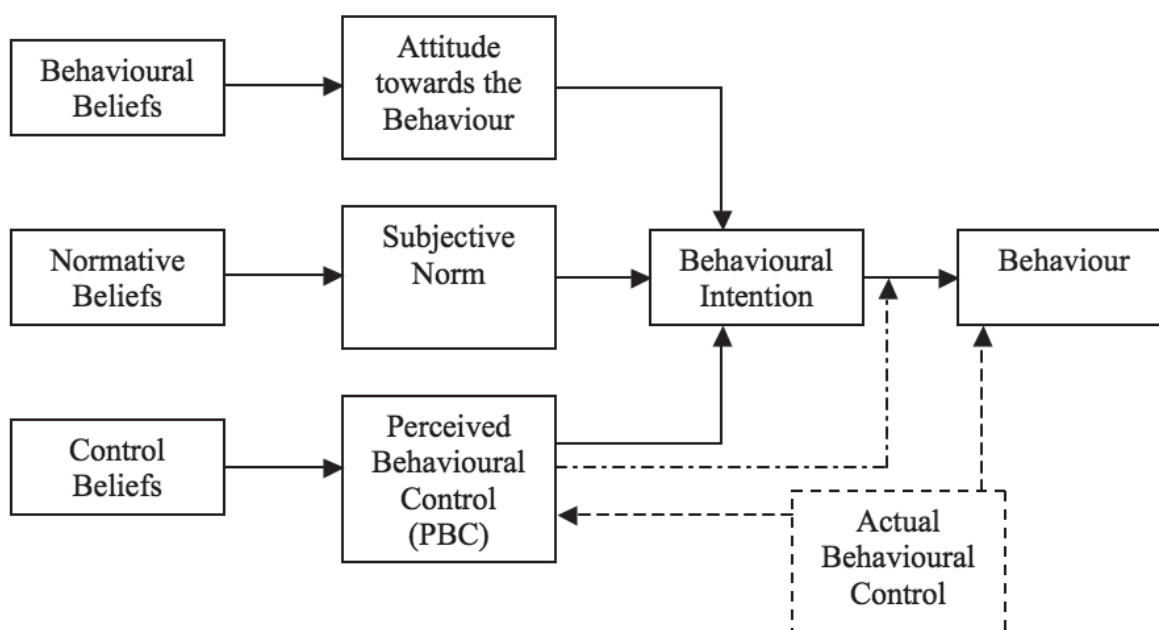 Behavioural
Beliefs
Attitude
towards the
Behaviour
Normative
Beliefs
Subjective
Norm
Behavioural
Intention
Behaviour
Control
Beliefs
Perceived
Behavioural
Control
(PBC)
Actual
Behavioural
Control